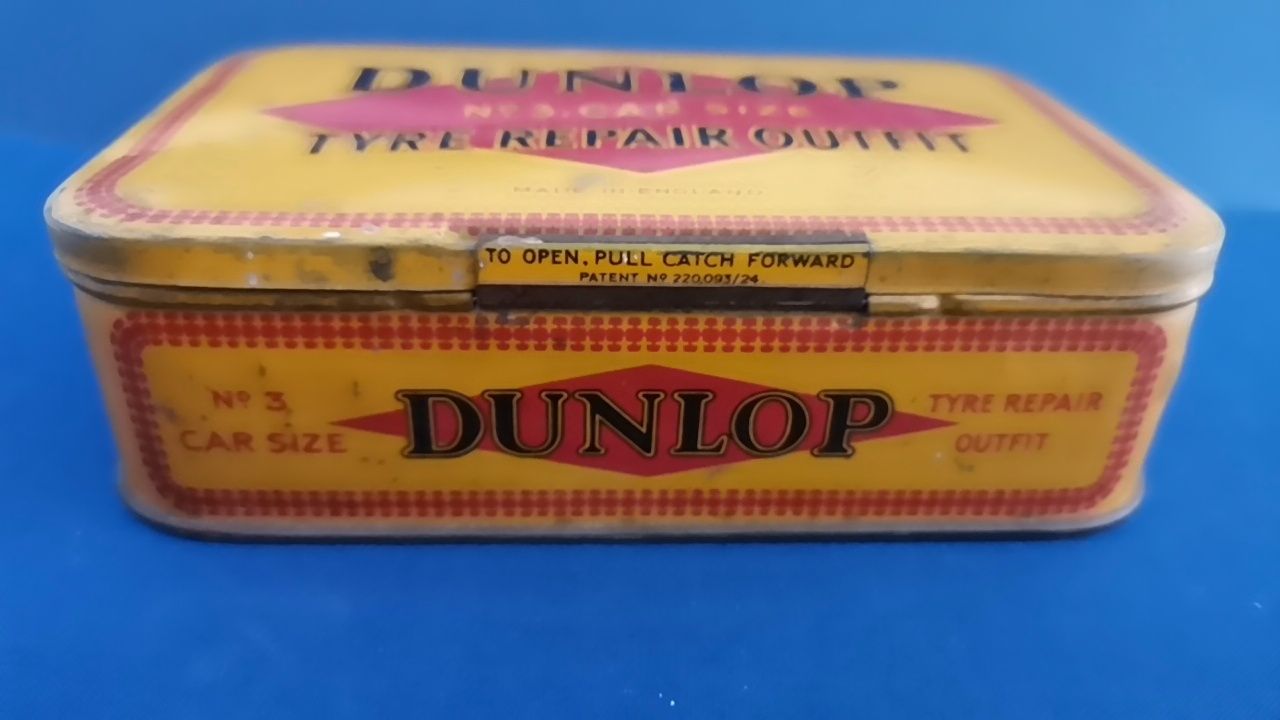 DUNLOP
Nº 3. CAR SIZE
TYRE REPAIR OUTFIT
MADE IN ENGLAND
TO OPEN, PULL CATCH FORWARD
PATENT Nº 220,093/24
Nº 3
CAR SIZE
DUNLOP
TYRE REPAIR
OUTFIT